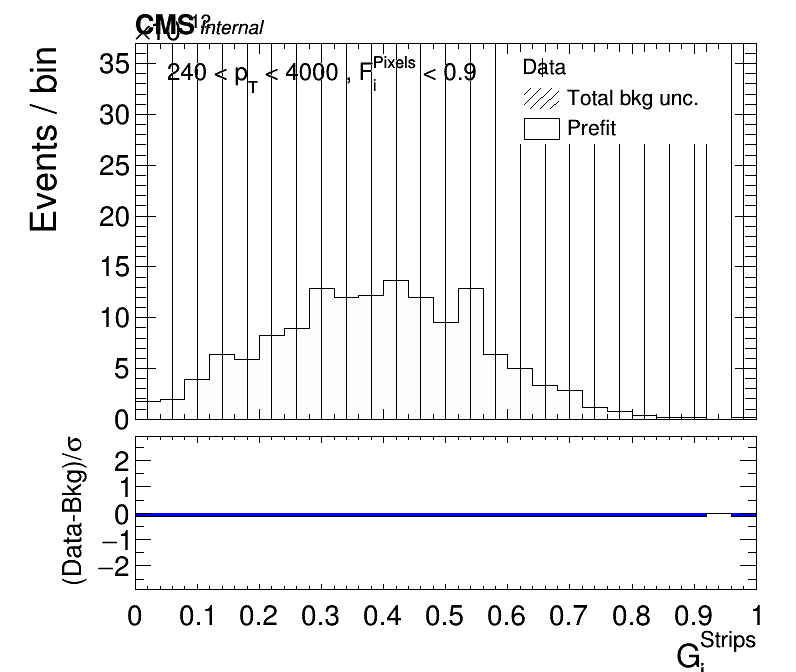 CMS Internal
×10¹²
240 < p_T < 4000 , F_i^Pixels < 0.9
Data
Total bkg unc.
Prefit
Events / bin
35
30
25
20
15
10
5
0
(Data-Bkg)/σ
2
1
0
−1
−2
0 0.1 0.2 0.3 0.4 0.5 0.6 0.7 0.8 0.9 1
G_i^Strips